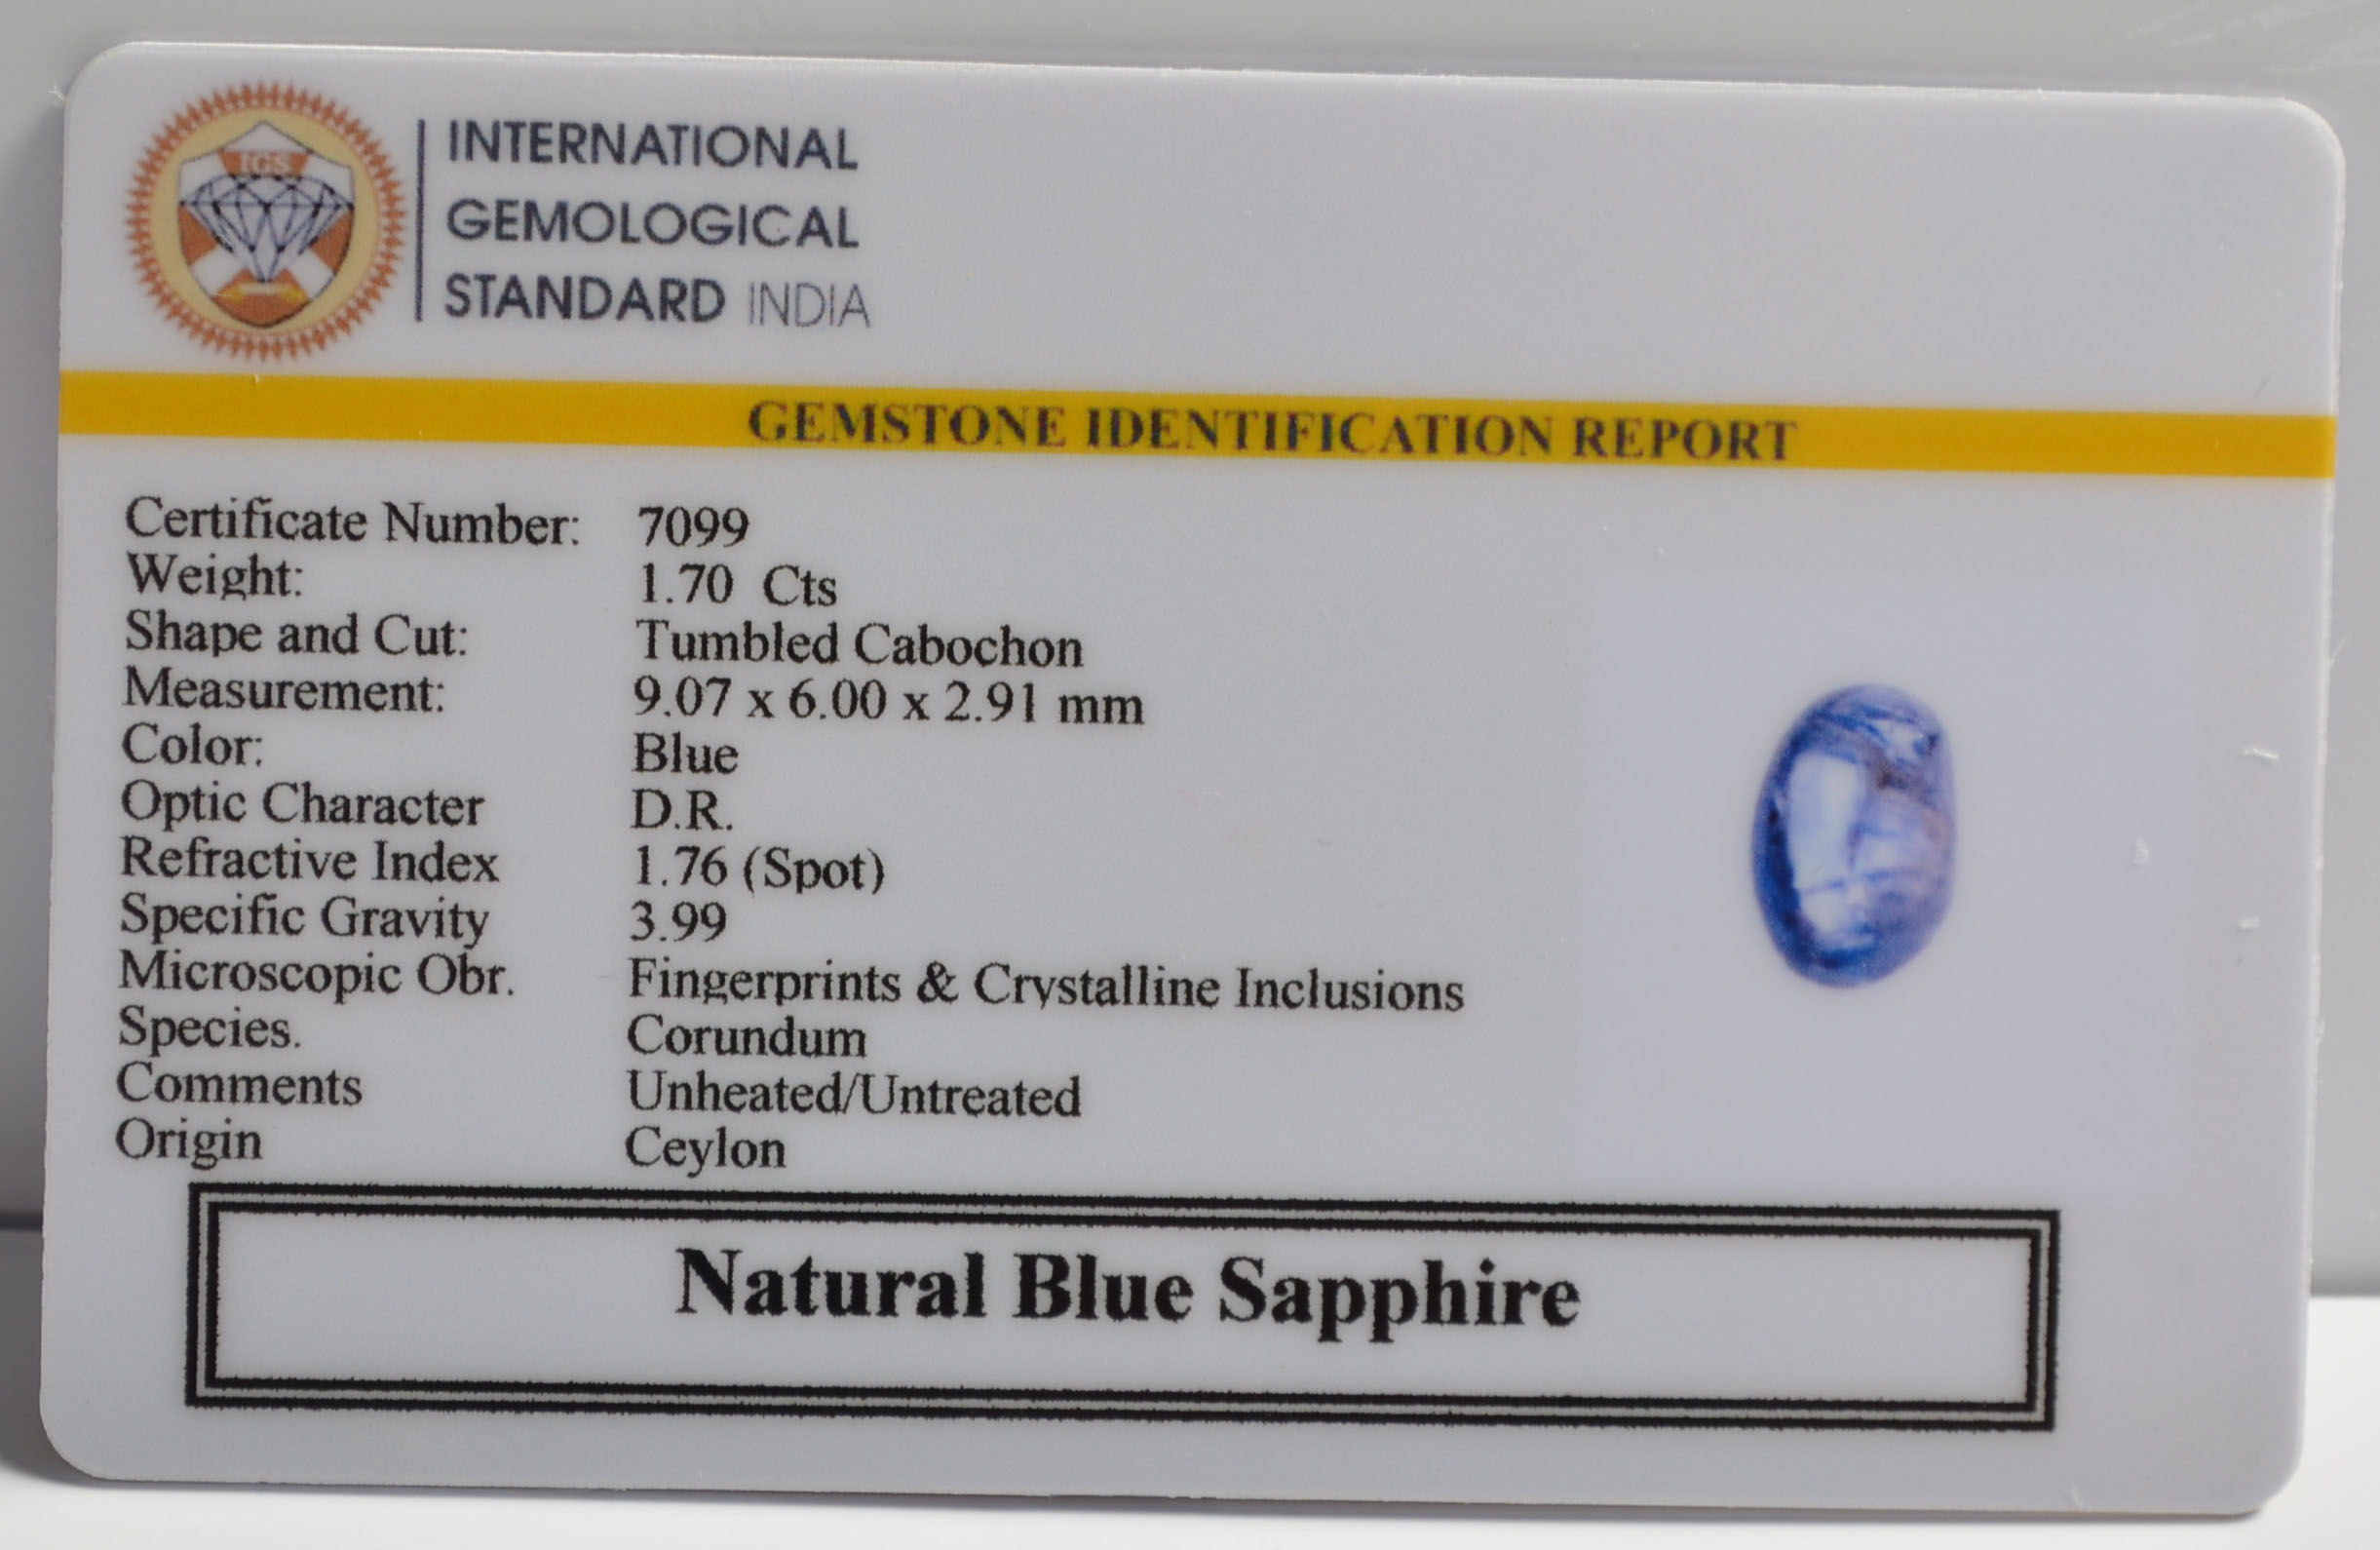 IGS
INTERNATIONAL
GEMOLOGICAL
STANDARD INDIA
GEMSTONE IDENTIFICATION REPORT
Certificate Number: 7099
Weight: 1.70 Cts
Shape and Cut: Tumbled Cabochon
Measurement: 9.07 x 6.00 x 2.91 mm
Color: Blue
Optic Character D.R.
Refractive Index 1.76 (Spot)
Specific Gravity 3.99
Microscopic Obr. Fingerprints & Crystalline Inclusions
Species. Corundum
Comments Unheated/Untreated
Origin Ceylon
Natural Blue Sapphire